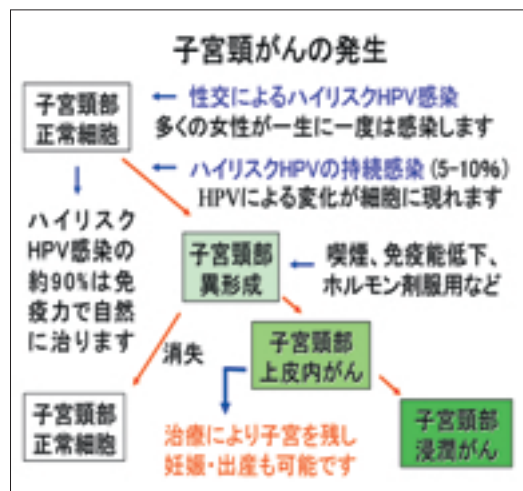 子宮頸がんの発生
子宮頸部
正常細胞
← 性交によるハイリスクHPV感染
多くの女性が一生に一度は感染します
← ハイリスクHPVの持続感染 (5-10%)
HPVによる変化が細胞に現れます
ハイリスク
HPV感染の
約90%は免
疫力で自然
に治ります
子宮頸部
異形成
← 喫煙、免疫能低下、
ホルモン剤服用など
消失
子宮頸部
上皮内がん
子宮頸部
正常細胞
治療により子宮を残し
妊娠・出産も可能です
子宮頸部
浸潤がん